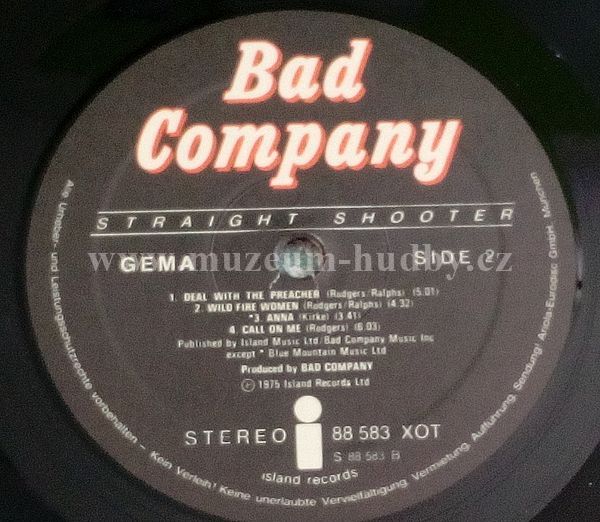 Bad
Company
STRAIGHT SHOOTER
GEMA
SIDE 2
www.muzeum-hudby.cz
1. DEAL WITH THE PREACHER (Rodgers/Ralphs) (5.01)
2. WILD FIRE WOMEN (Rodgers/Ralphs) (4.32)
*3. ANNA (Kirke) (3.41)
4. CALL ON ME (Rodgers) (6.03)
Published by Island Music Ltd/Bad Company Music Inc
except * Blue Mountain Music Ltd
Produced by BAD COMPANY
℗ 1975 Island Records Ltd
STEREO
88 583 XOT
S 88 583 B
island records
Alle Urheber- und Leistungsschutzrechte vorbehalten – Kein Verleih! Keine unerlaubte Vervielfältigung, Vermietung, Aufführung, Sendung! Ariola-Eurodisc GmbH, München